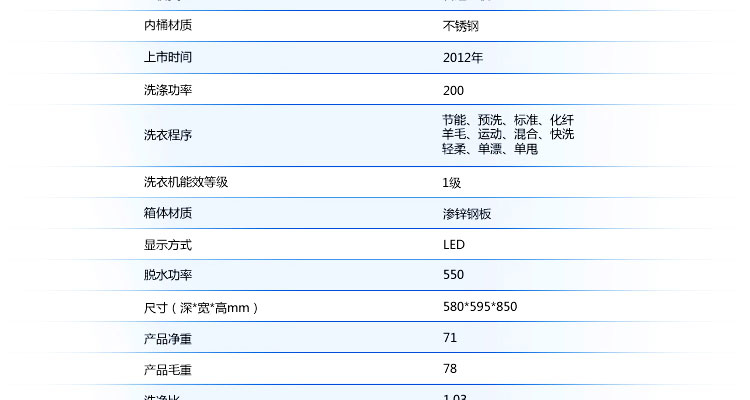 内桶材质 不锈钢
上市时间 2012年
洗涤功率 200
洗衣程序 节能、预洗、标准、化纤
羊毛、运动、混合、快洗
轻柔、单漂、单甩
洗衣机能效等级 1级
箱体材质 渗锌钢板
显示方式 LED
脱水功率 550
尺寸（深*宽*高mm） 580*595*850
产品净重 71
产品毛重 78
洗净比 1.03